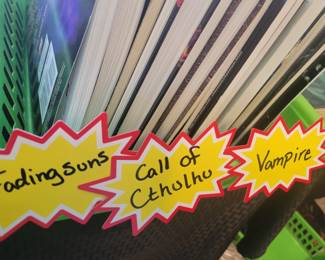 Fading suns
Call of
Cthulhu
Vampire